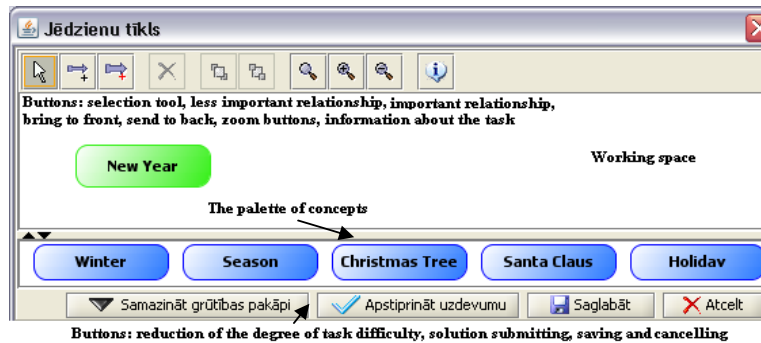 Jēdzienu tīkls
Buttons: selection tool, less important relationship, important relationship,
bring to front, send to back, zoom buttons, information about the task
New Year
Working space
The palette of concepts
Winter Season Christmas Tree Santa Claus Holiday
Samazināt grūtības pakāpi Apstiprināt uzdevumu Saglabāt Atcelt
Buttons: reduction of the degree of task difficulty, solution submitting, saving and cancelling